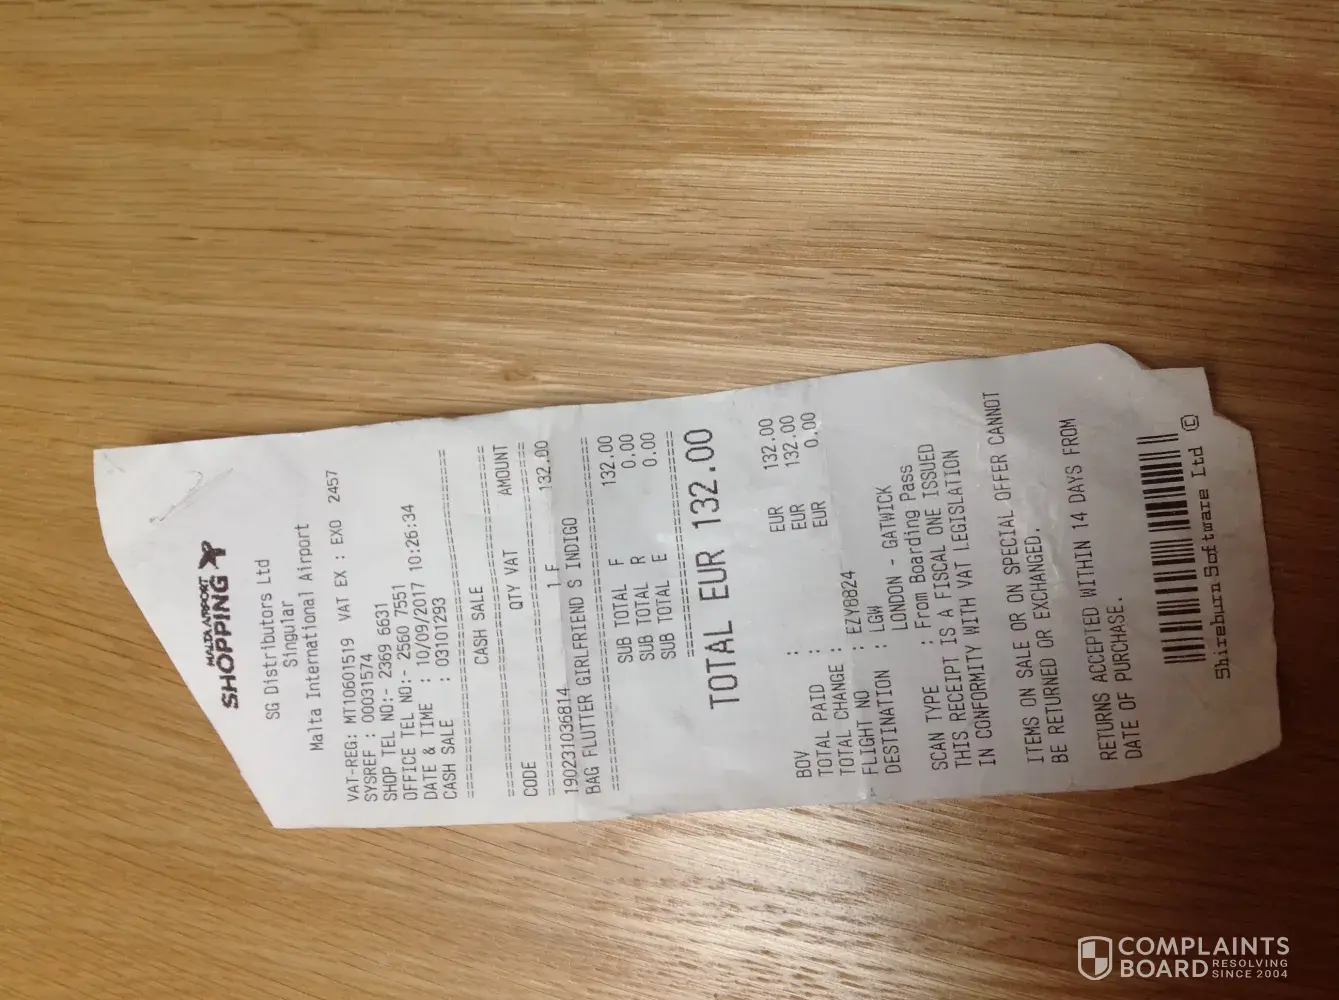 MALTA AIRPORT
SHOPPING
SG Distributors Ltd
Singular
Malta International Airport
VAT-REG: MT10601519 VAT EX : EXO 2457
SYSREF : 00031574
SHOP TEL NO:- 2369 6631
OFFICE TEL NO:- 2560 7551
DATE & TIME : 10/09/2017 10:26:34
CASH SALE : 03101293
CASH SALE
CODE QTY VAT AMOUNT
190231036814 1 F 132.00
BAG FLUTTER GIRLFRIEND S INDIGO
SUB TOTAL F 132.00
SUB TOTAL R 0.00
SUB TOTAL E 0.00
TOTAL EUR 132.00
BOV : EUR 132.00
TOTAL PAID : EUR 132.00
TOTAL CHANGE : EUR 0.00
FLIGHT NO : EZY8824
DESTINATION : LGW
LONDON - GATWICK
SCAN TYPE : From Boarding Pass
THIS RECEIPT IS A FISCAL ONE ISSUED
IN CONFORMITY WITH VAT LEGISLATION
ITEMS ON SALE OR ON SPECIAL OFFER CANNOT
BE RETURNED OR EXCHANGED.
RETURNS ACCEPTED WITHIN 14 DAYS FROM
DATE OF PURCHASE.
Shireburn Software Ltd ©
COMPLAINTS
BOARD RESOLVING
SINCE 2004